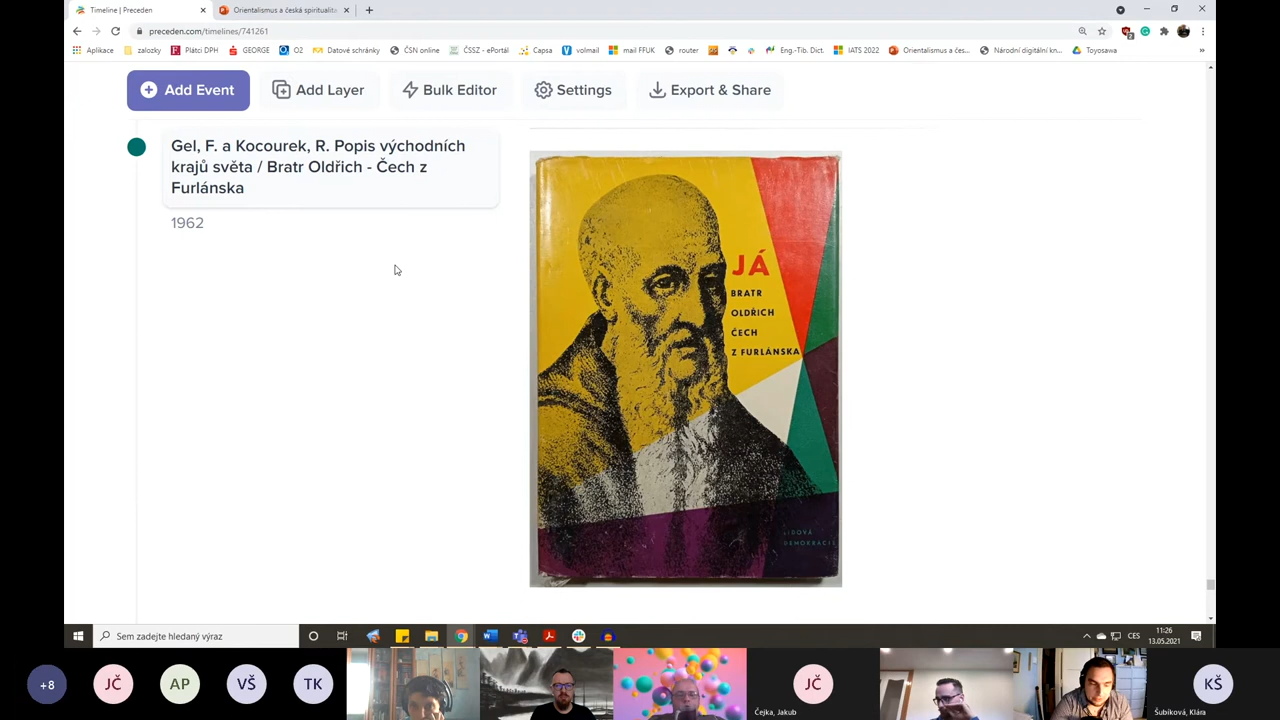 Timeline | Preceden
Orientalismus a česká spiritualita
preceden.com/timelines/741261
Aplikace
zalozky
Plátci DPH
GEORGE
O2
Datové schránky
ČSN online
ČSSZ - ePortál
Capsa
volmail
mail FFUK
router
Eng.-Tib. Dict.
IATS 2022
Orientalismus a čes...
Národní digitální kn...
Toyosawa
»
Add Event
Add Layer
Bulk Editor
Settings
Export & Share
Gel, F. a Kocourek, R. Popis východních
krajů světa / Bratr Oldřich - Čech z
Furlánska
1962
JÁ
BRATR
OLDŘICH
ČECH
Z FURLÁNSKA
LIDOVÁ
DEMOKRACIE
Sem zadejte hledaný výraz
CES
11:26
13.05.2021
+8
JČ
AP
VŠ
TK
JČ
Čejka, Jakub
KŠ
Šubíková, Klára